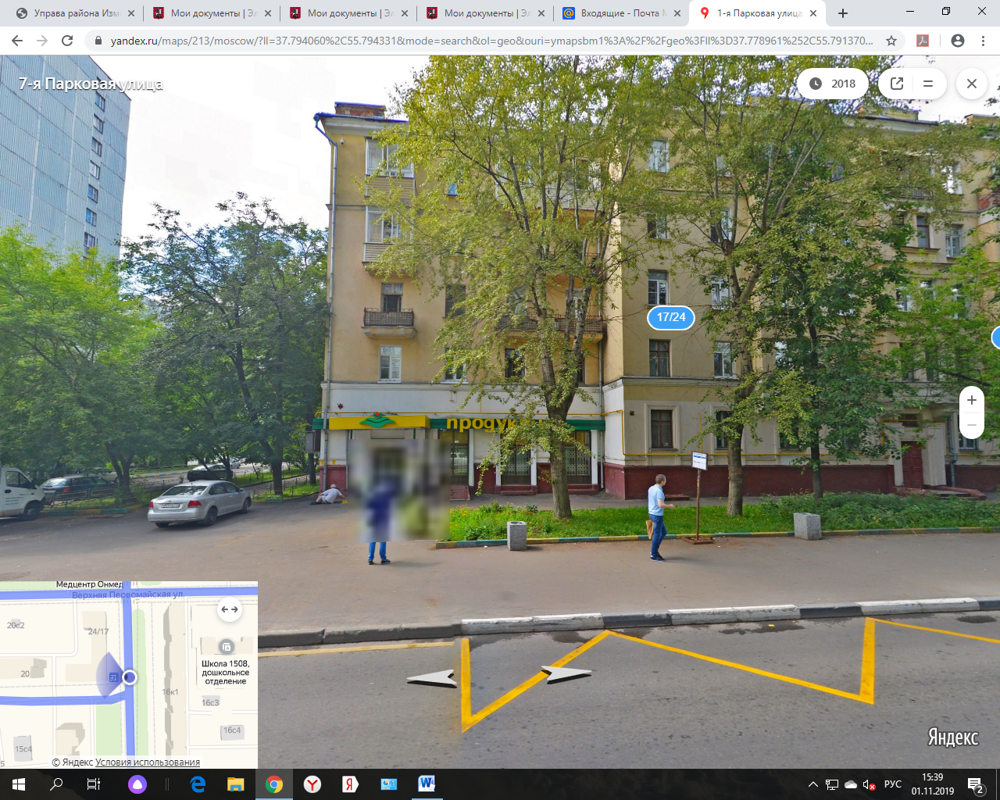 Управа района Изм
Мои документы | Эл
Мои документы | Эл
Мои документы | Эл
Входящие - Почта М
1-я Парковая улица
yandex.ru/maps/213/moscow/?ll=37.794060%2C55.794331&mode=search&ol=geo&ouri=ymapsbm1%3A%2F%2Fgeo%3Fll%3D37.778961%252C55.791370...
7-я Парковая улица
2018
17/24
продук
Медцентр Онмед
Верхняя Первомайская ул.
20с2
24/17
20
Школа 1508,
дошкольное
отделение
16к1
16с3
16с4
15с4
5
© Яндекс Условия использования
Яндекс
РУС
15:39
01.11.2019
2